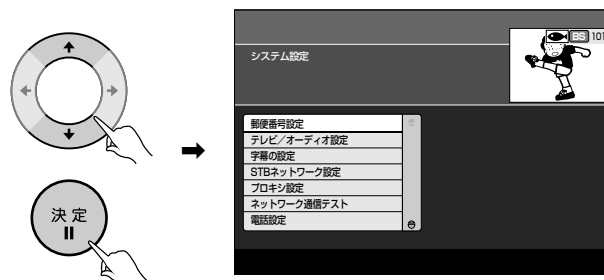 決定
システム設定
BS 101
郵便番号設定
テレビ／オーディオ設定
字幕の設定
STBネットワーク設定
プロキシ設定
ネットワーク通信テスト
電話設定